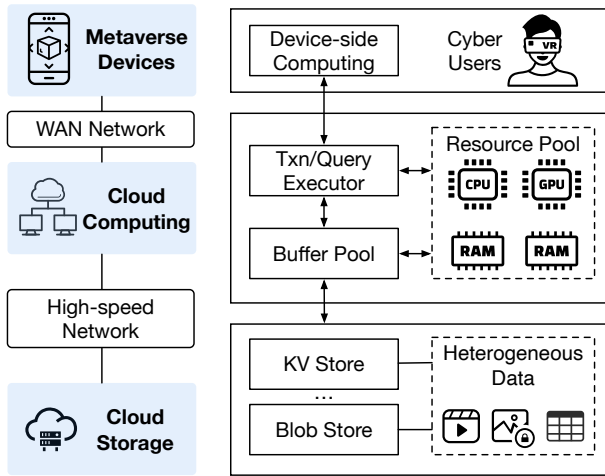 Metaverse
Devices
WAN Network
Cloud
Computing
High-speed
Network
Cloud
Storage
Device-side
Computing
Cyber
Users
VR
Txn/Query
Executor
Resource Pool
CPU
GPU
Buffer Pool
RAM
RAM
KV Store
...
Blob Store
Heterogeneous
Data